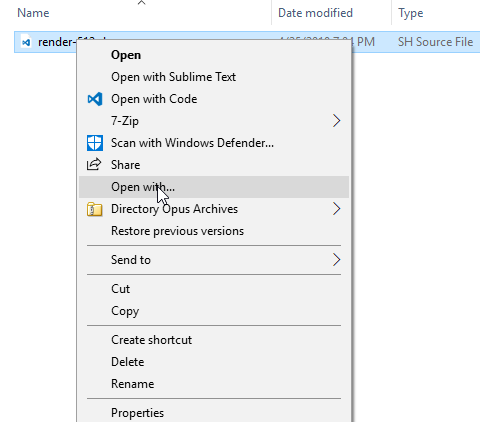 Name Date modified Type
render- PM SH Source File
Open
Open with Sublime Text
Open with Code
7-Zip
Scan with Windows Defender...
Share
Open with...
Directory Opus Archives
Restore previous versions
Send to
Cut
Copy
Create shortcut
Delete
Rename
Properties